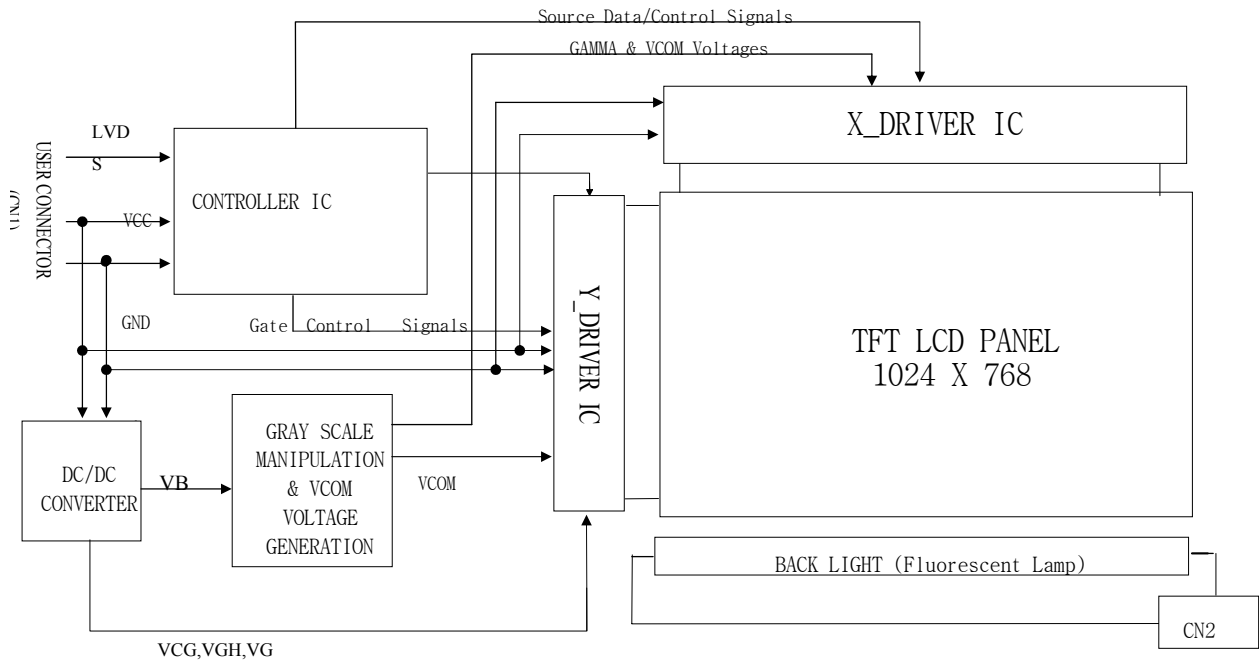 Source Data/Control Signals
GAMMA & VCOM Voltages
X_DRIVER IC
LVD
S
USER CONNECTOR
(CN1)
VCC
CONTROLLER IC
GND
Gate Control Signals
Y_DRIVER IC
TFT LCD PANEL
1024 X 768
DC/DC
CONVERTER
VB
GRAY SCALE
MANIPULATION
& VCOM
VOLTAGE
GENERATION
VCOM
BACK LIGHT (Fluorescent Lamp)
CN2
VCG,VGH,VG